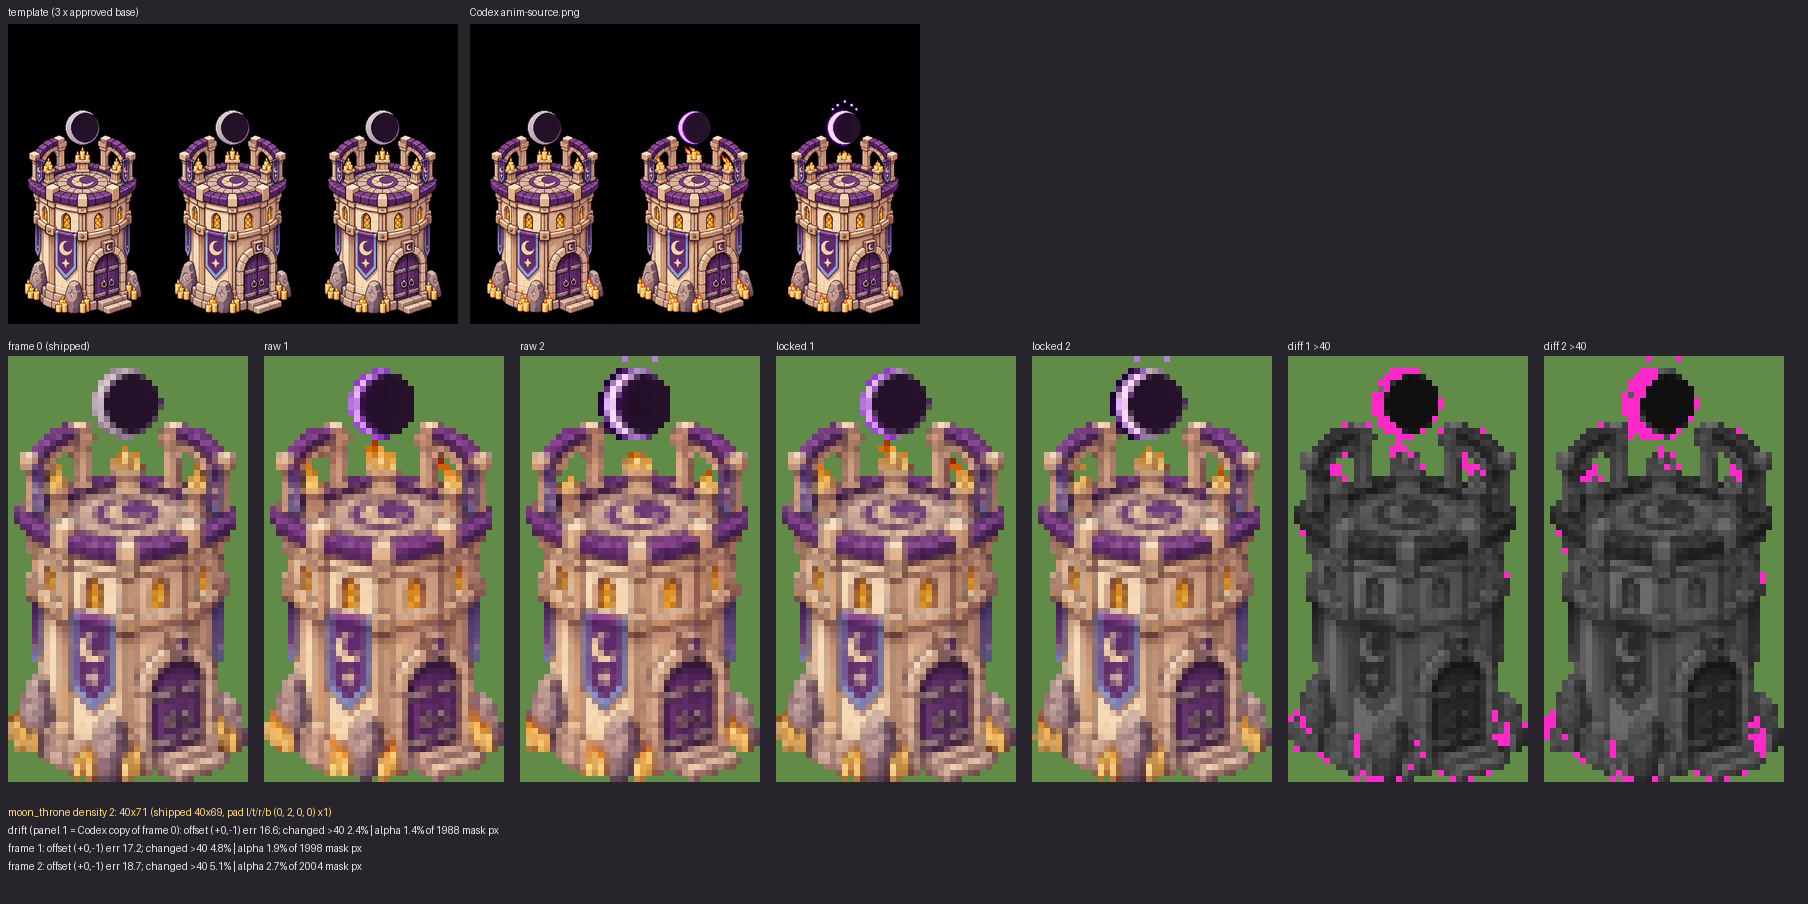 template (3 x approved base)
Codex anim-source.png
frame 0 (shipped)
raw 1
raw 2
locked 1
locked 2
diff 1 >40
diff 2 >40
moon_throne density 2: 40x71 (shipped 40x69, pad l/t/r/b (0, 2, 0, 0) x1)
drift (panel 1 = Codex copy of frame 0): offset (+0,-1) err 16.6; changed >40 2.4% | alpha 1.4% of 1988 mask px
frame 1: offset (+0,-1) err 17.2; changed >40 4.8% | alpha 1.9% of 1998 mask px
frame 2: offset (+0,-1) err 18.7; changed >40 5.1% | alpha 2.7% of 2004 mask px